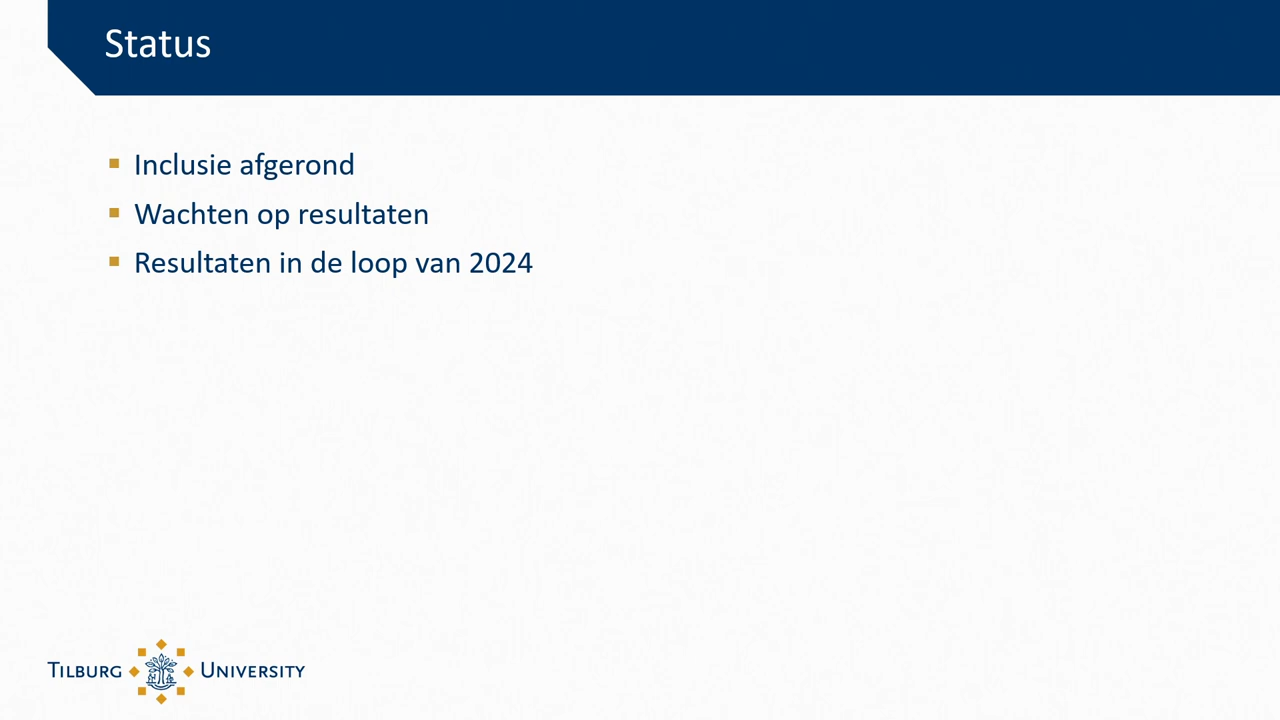 Status
Inclusie afgerond
Wachten op resultaten
Resultaten in de loop van 2024
TILBURG UNIVERSITY